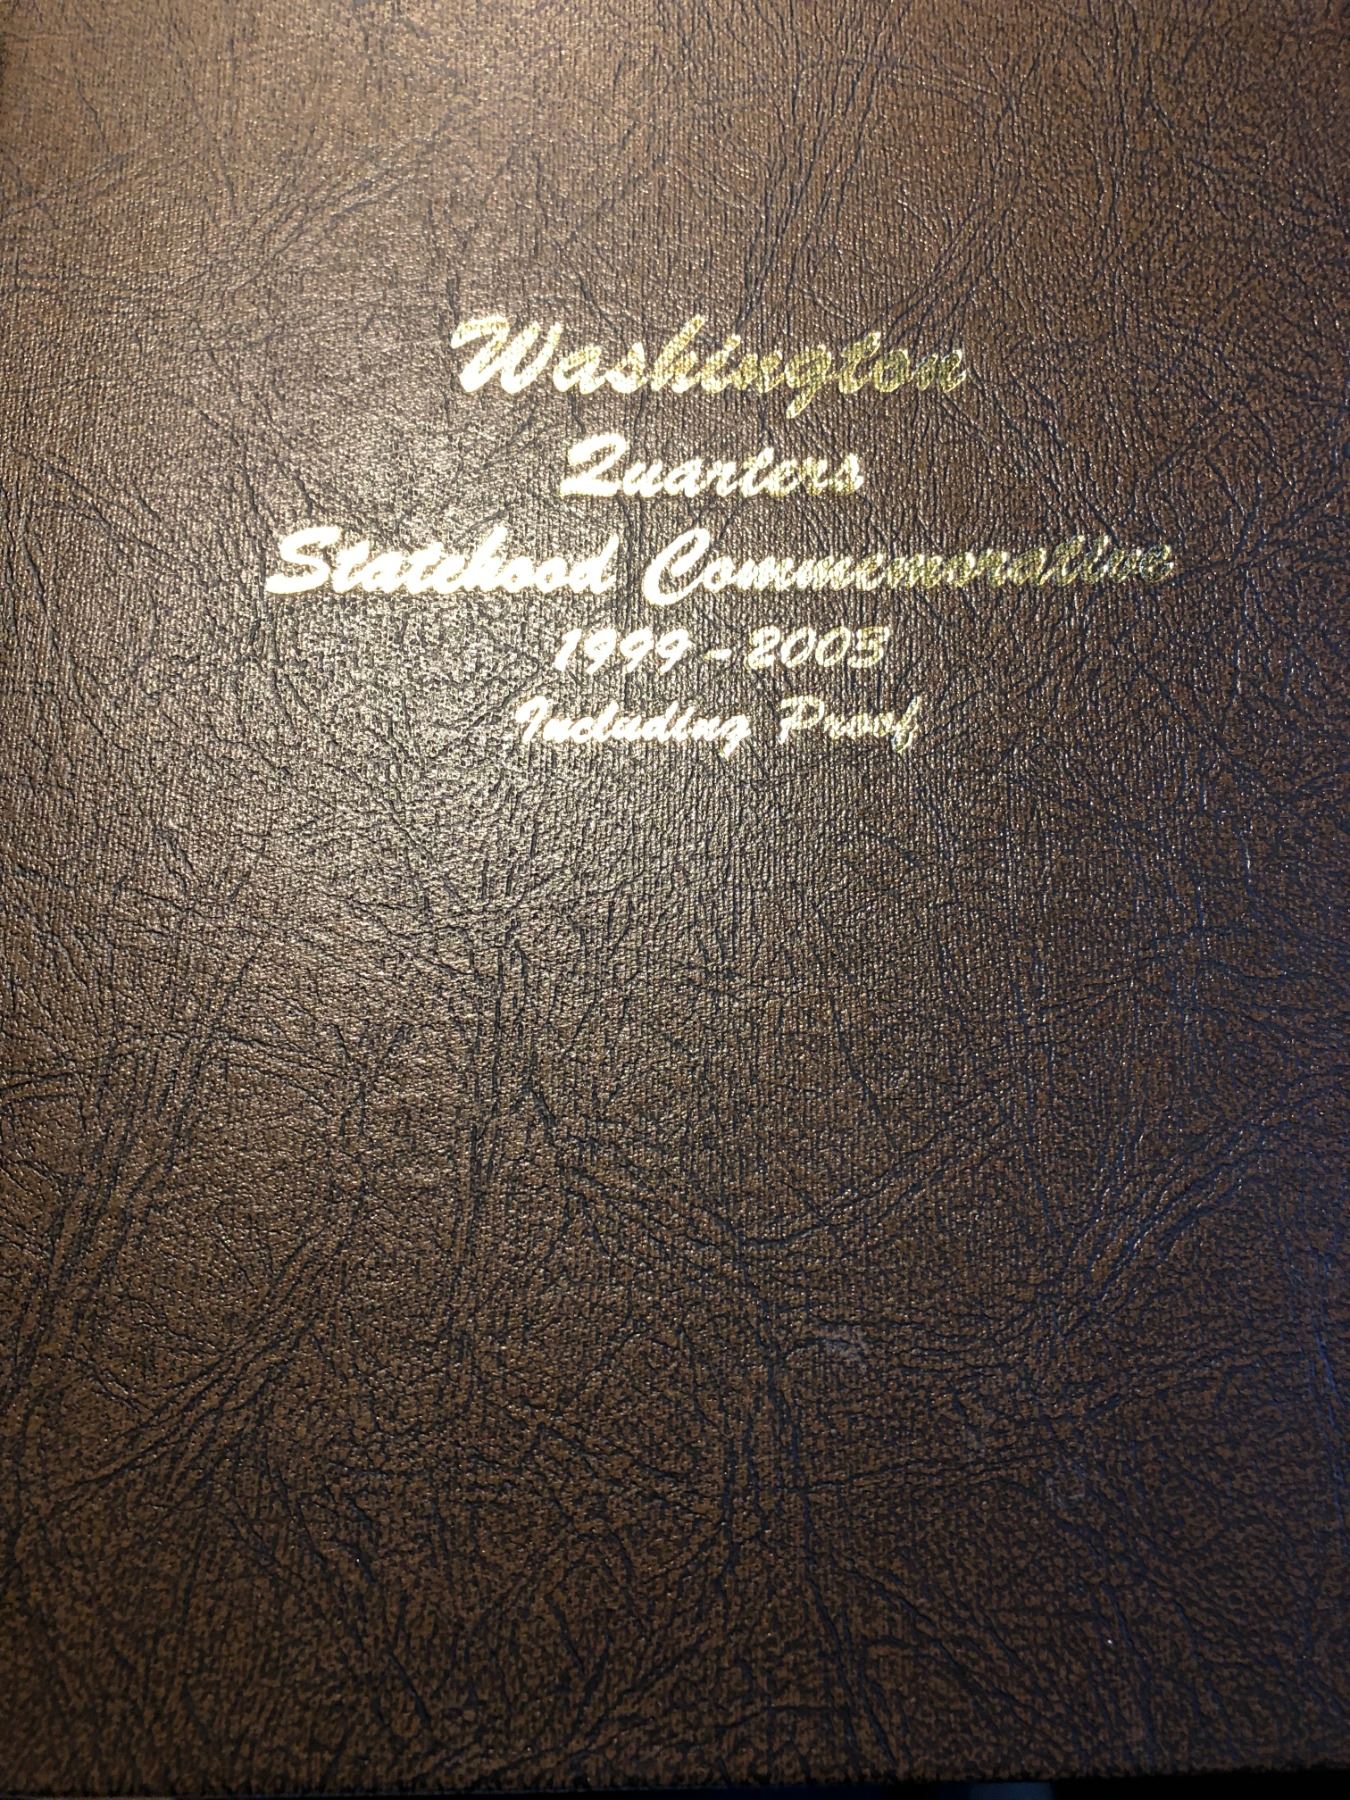 Washington
Quarters
Statehood Commemorative
1999 - 2003
Including Proof